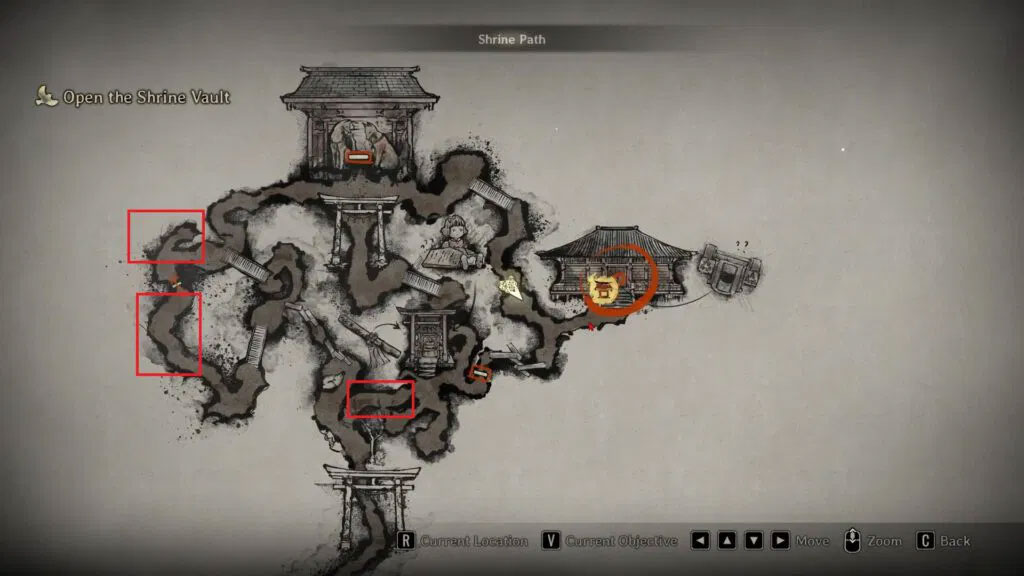 Shrine Path
Open the Shrine Vault
? ?
R Current Location V Current Objective Move Zoom C Back